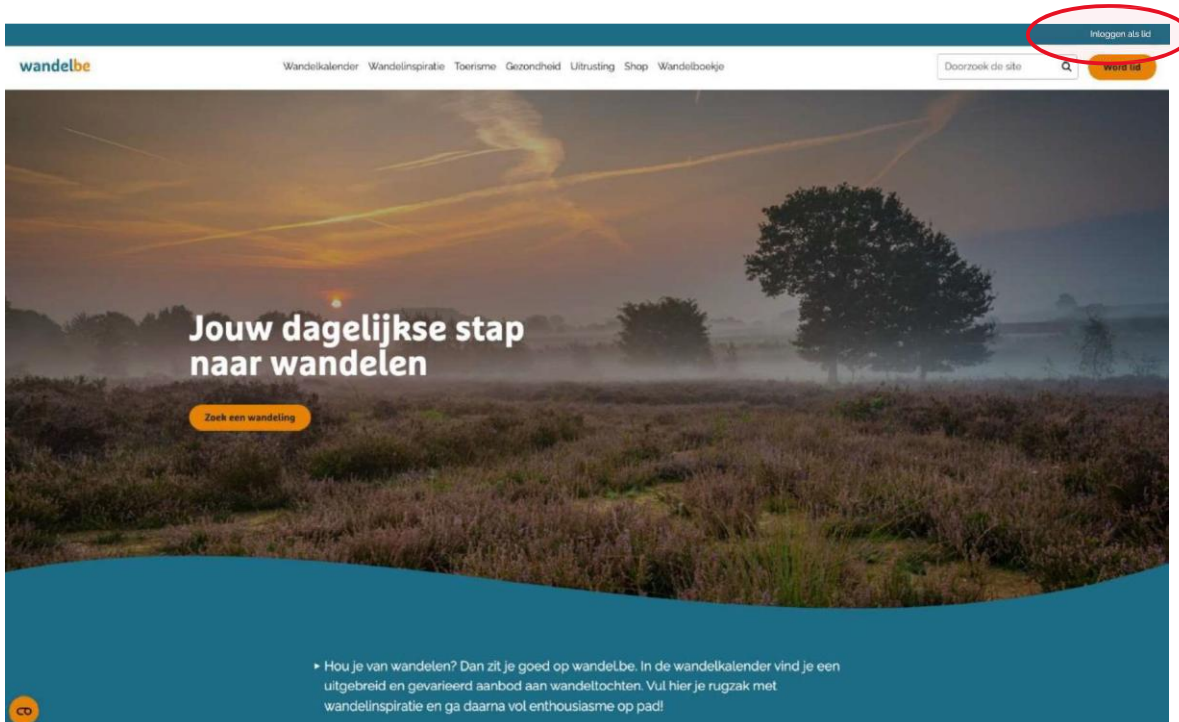 Inloggen als lid
wandelbe
Wandelkalender Wandelinspiratie Toerisme Gezondheid Uitrusting Shop Wandelboekje
Doorzoek de site
Word lid
Jouw dagelijkse stap
naar wandelen
Zoek een wandeling
▸ Hou je van wandelen? Dan zit je goed op wandel.be. In de wandelkalender vind je een
uitgebreid en gevarieerd aanbod aan wandeltochten. Vul hier je rugzak met
wandelinspiratie en ga daarna vol enthousiasme op pad!